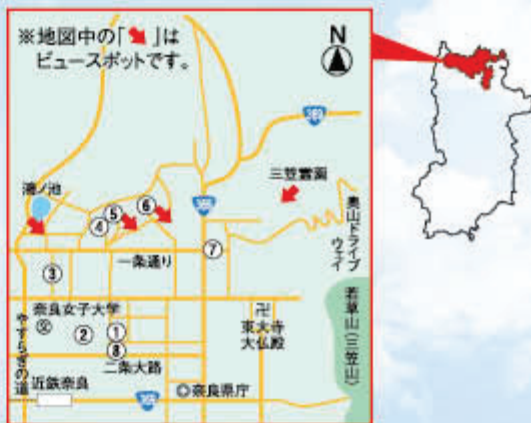 ※地図中の「」は
ビュースポットです。
N
369
三笠霊園
鴻ノ池
⑤
⑥
④
369
奥山ドライブ
ウェイ
一条通り
⑦
③
奈良女子大学
卍
東大寺
大仏殿
若草山(三笠山)
文
②
①
⑧
二条大路
やすらぎの道
近鉄奈良
369
◎奈良県庁